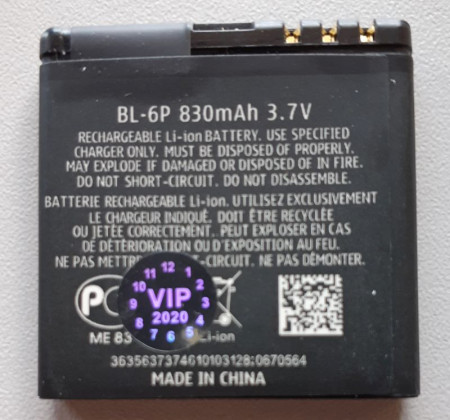 BL-6P 830mAh 3.7V
RECHARGEABLE Li-ion BATTERY. USE SPECIFIED
CHARGER ONLY. MUST BE DISPOSED OF PROPERLY.
MAY EXPLODE IF DAMAGED OR DISPOSED IN FIRE.
DO NOT SHORT-CIRCUIT. DO NOT DISASSEMBLE.
BATTERIE RECHARGEABLE Li-ion. UTILISEZ EXCLUSIVEMENT
LE CHARGEUR INDIQUÉ. DOIT ÊTRE RECYCLÉE
OU JETÉE CORRECTEMENT. PEUT EXPLOSER EN CAS
DE DÉTÉRIORATION OU D'EXPOSITION AU FEU.
NE PAS METTRE -CIRCUIT. NE PAS DÉMONTER.
12 1 2 3 4 5 6 7 8 9 10 11
VIP
2020
ME 83 Li-ion
3635637374610103128;0670564
MADE IN CHINA